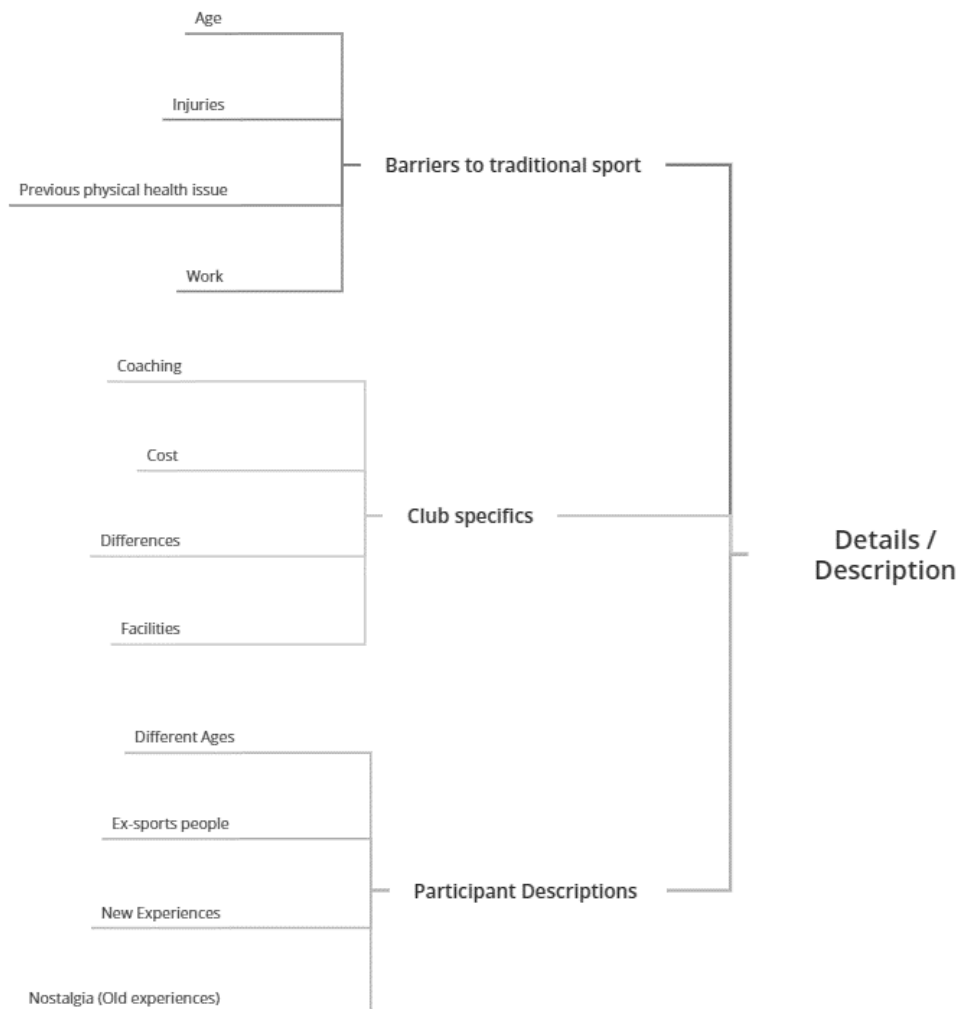 Age
Injuries
Previous physical health issue
Work
Barriers to traditional sport
Coaching
Cost
Differences
Facilities
Club specifics
Different Ages
Ex-sports people
New Experiences
Nostalgia (Old experiences)
Participant Descriptions
Details /
Description